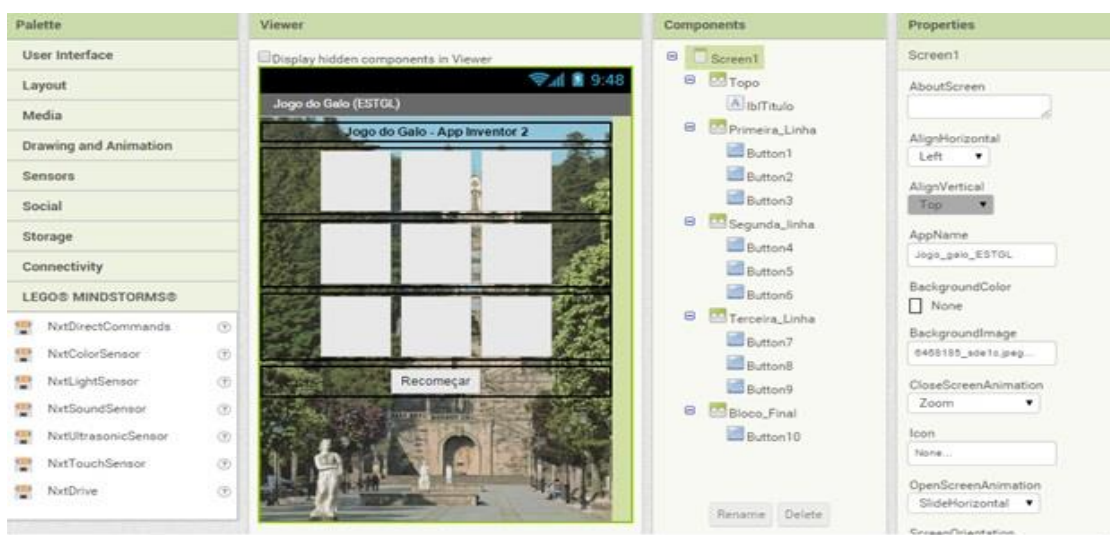 Palette
User Interface
Layout
Media
Drawing and Animation
Sensors
Social
Storage
Connectivity
LEGO® MINDSTORMS®
NxtDirectCommands
NxtColorSensor
NxtLightSensor
NxtSoundSensor
NxtUltrasonicSensor
NxtTouchSensor
NxtDrive
Viewer
Display hidden components in Viewer
9:48
Jogo do Galo (ESTGL)
Jogo do Galo - App Inventor 2
Recomeçar
Components
Screen1
Topo
lblTitulo
Primeira_Linha
Button1
Button2
Button3
Segunda_linha
Button4
Button5
Button6
Terceira_Linha
Button7
Button8
Button9
Bloco_Final
Button10
Rename Delete
Properties
Screen1
AboutScreen
AlignHorizontal
Left
AlignVertical
Top
AppName
Jogo_galo_ESTGL
BackgroundColor
None
BackgroundImage
CloseScreenAnimation
Zoom
Icon
None...
OpenScreenAnimation
SlideHorizontal
ScreenOrientation